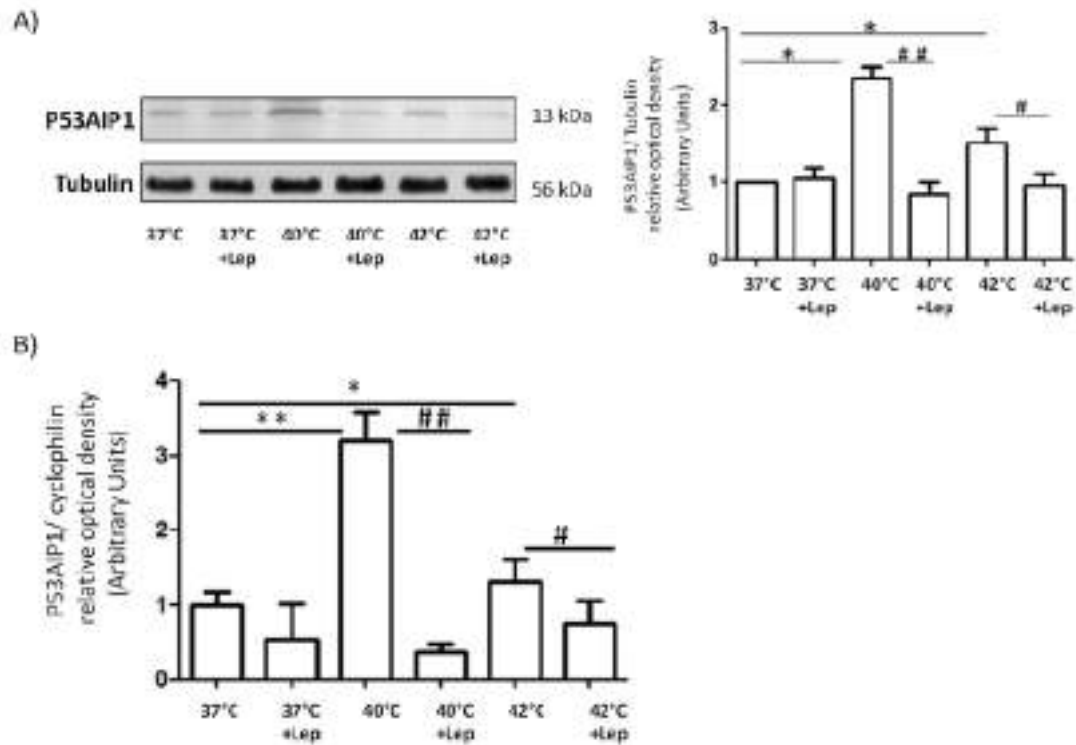 A)
P53AIP1
13 kDa
Tubulin
56 kDa
37°C 37°C 40°C 40°C 42°C 42°C
+Lep +Lep +Lep
P53AIP1/ Tubulin
relative optical density
(Arbitrary Units)
3
2
1
0
*
*
##
#
37°C 37°C 40°C 40°C 42°C 42°C
+Lep +Lep +Lep
B)
P53AIP1/ cyclophilin
relative optical density
(Arbitrary Units)
4
3
2
1
0
*
**
##
#
37°C 37°C 40°C 40°C 42°C 42°C
+Lep +Lep +Lep